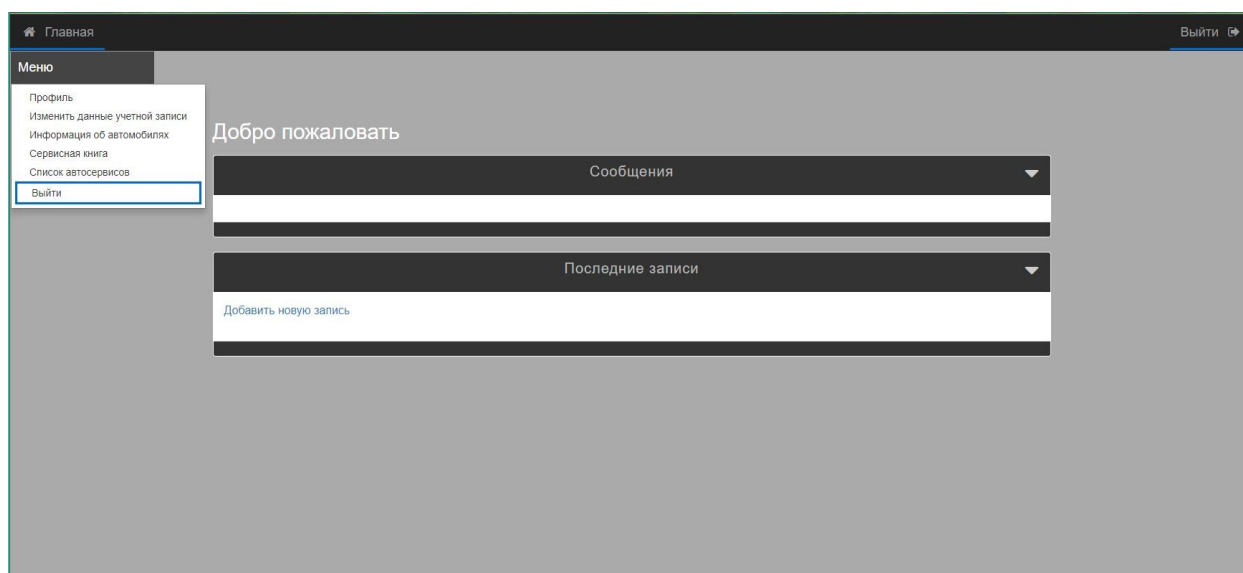 Главная
Выйти
Меню
Профиль
Изменить данные учетной записи
Информация об автомобилях
Сервисная книга
Список автосервисов
Выйти
Добро пожаловать
Сообщения
Последние записи
Добавить новую запись